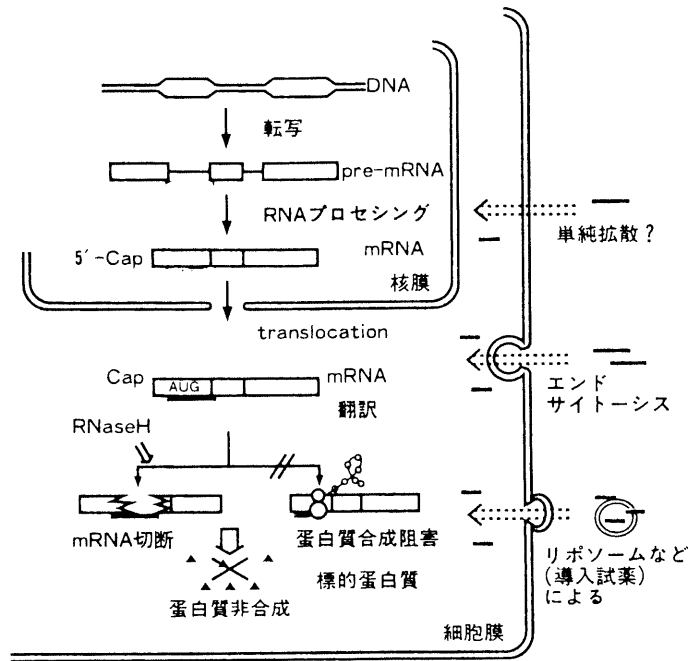 DNA
転写
pre-mRNA
RNAプロセシング
5′-Cap
mRNA
核膜
translocation
Cap
AUG
mRNA
翻訳
RNaseH
mRNA切断
蛋白質合成阻害
標的蛋白質
蛋白質非合成
細胞膜
単純拡散?
エンド
サイトーシス
リポソームなど
(導入試薬)
による